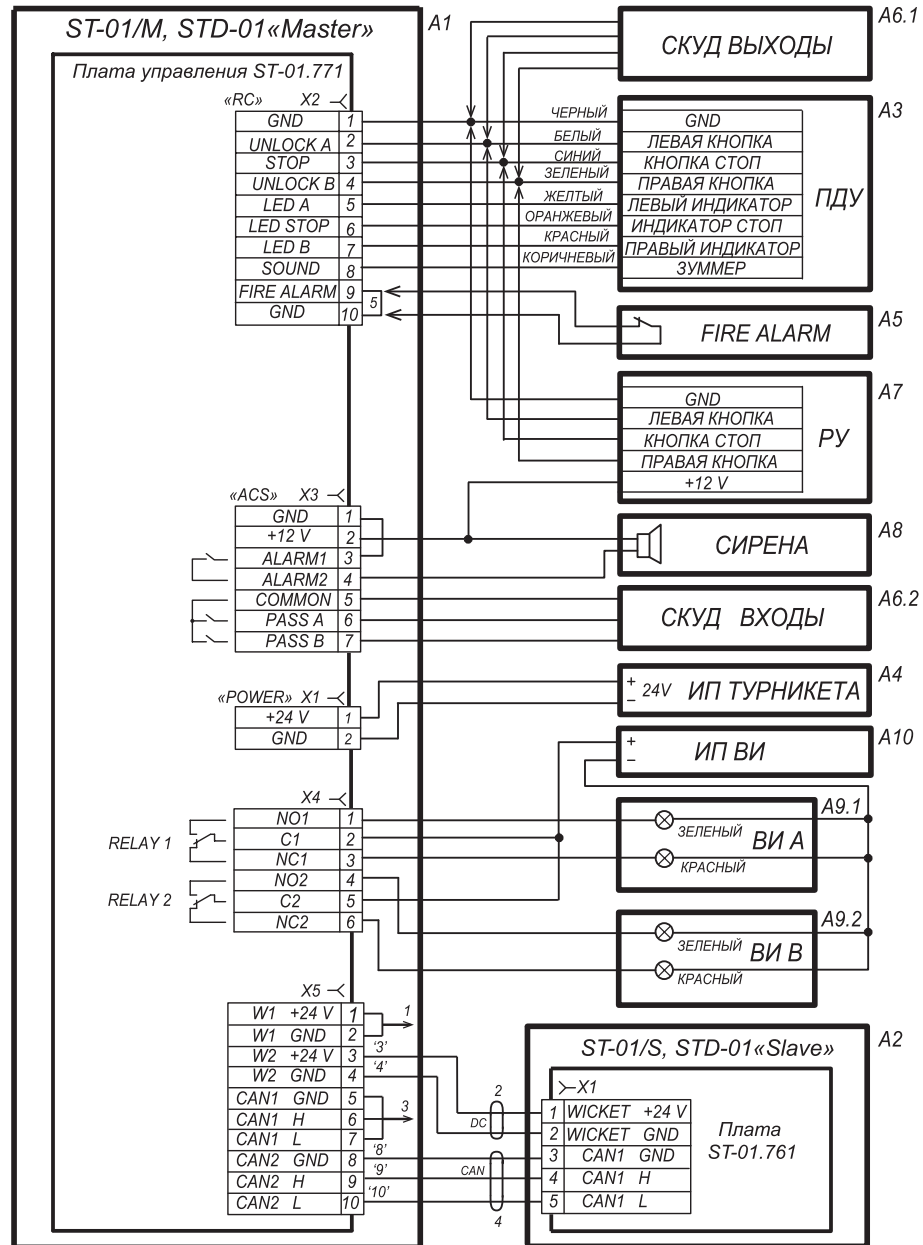 ST-01/M, STD-01«Master»
A1
Плата управления ST-01.771
«RC» X2
GND 1
UNLOCK A 2
STOP 3
UNLOCK B 4
LED A 5
LED STOP 6
LED B 7
SOUND 8
FIRE ALARM 9
GND 10
5
ЧЕРНЫЙ
БЕЛЫЙ
СИНИЙ
ЗЕЛЕНЫЙ
ЖЕЛТЫЙ
ОРАНЖЕВЫЙ
КРАСНЫЙ
КОРИЧНЕВЫЙ
СКУД ВЫХОДЫ
A6.1
GND
ЛЕВАЯ КНОПКА
КНОПКА СТОП
ПРАВАЯ КНОПКА
ЛЕВЫЙ ИНДИКАТОР
ИНДИКАТОР СТОП
ПРАВЫЙ ИНДИКАТОР
ЗУММЕР
ПДУ
A3
FIRE ALARM
A5
GND
ЛЕВАЯ КНОПКА
КНОПКА СТОП
ПРАВАЯ КНОПКА
+12 V
РУ
A7
«ACS» X3
GND 1
+12 V 2
ALARM1 3
ALARM2 4
COMMON 5
PASS A 6
PASS B 7
СИРЕНА
A8
СКУД ВХОДЫ
A6.2
«POWER» X1
+24 V 1
GND 2
+
– 24V ИП ТУРНИКЕТА
A4
+
– ИП ВИ
A10
X4
NO1 1
C1 2
NC1 3
NO2 4
C2 5
NC2 6
RELAY 1
RELAY 2
ЗЕЛЕНЫЙ
КРАСНЫЙ
ВИ А
A9.1
ЗЕЛЕНЫЙ
КРАСНЫЙ
ВИ В
A9.2
X5
W1 +24 V 1
W1 GND 2
W2 +24 V 3
W2 GND 4
CAN1 GND 5
CAN1 H 6
CAN1 L 7
CAN2 GND 8
CAN2 H 9
CAN2 L 10
1
‘3’
‘4’
3
‘8’
‘9’
‘10’
2
DC
CAN
4
ST-01/S, STD-01«Slave»
A2
X1
1 WICKET +24 V
2 WICKET GND
3 CAN1 GND
4 CAN1 H
5 CAN1 L
Плата
ST-01.761